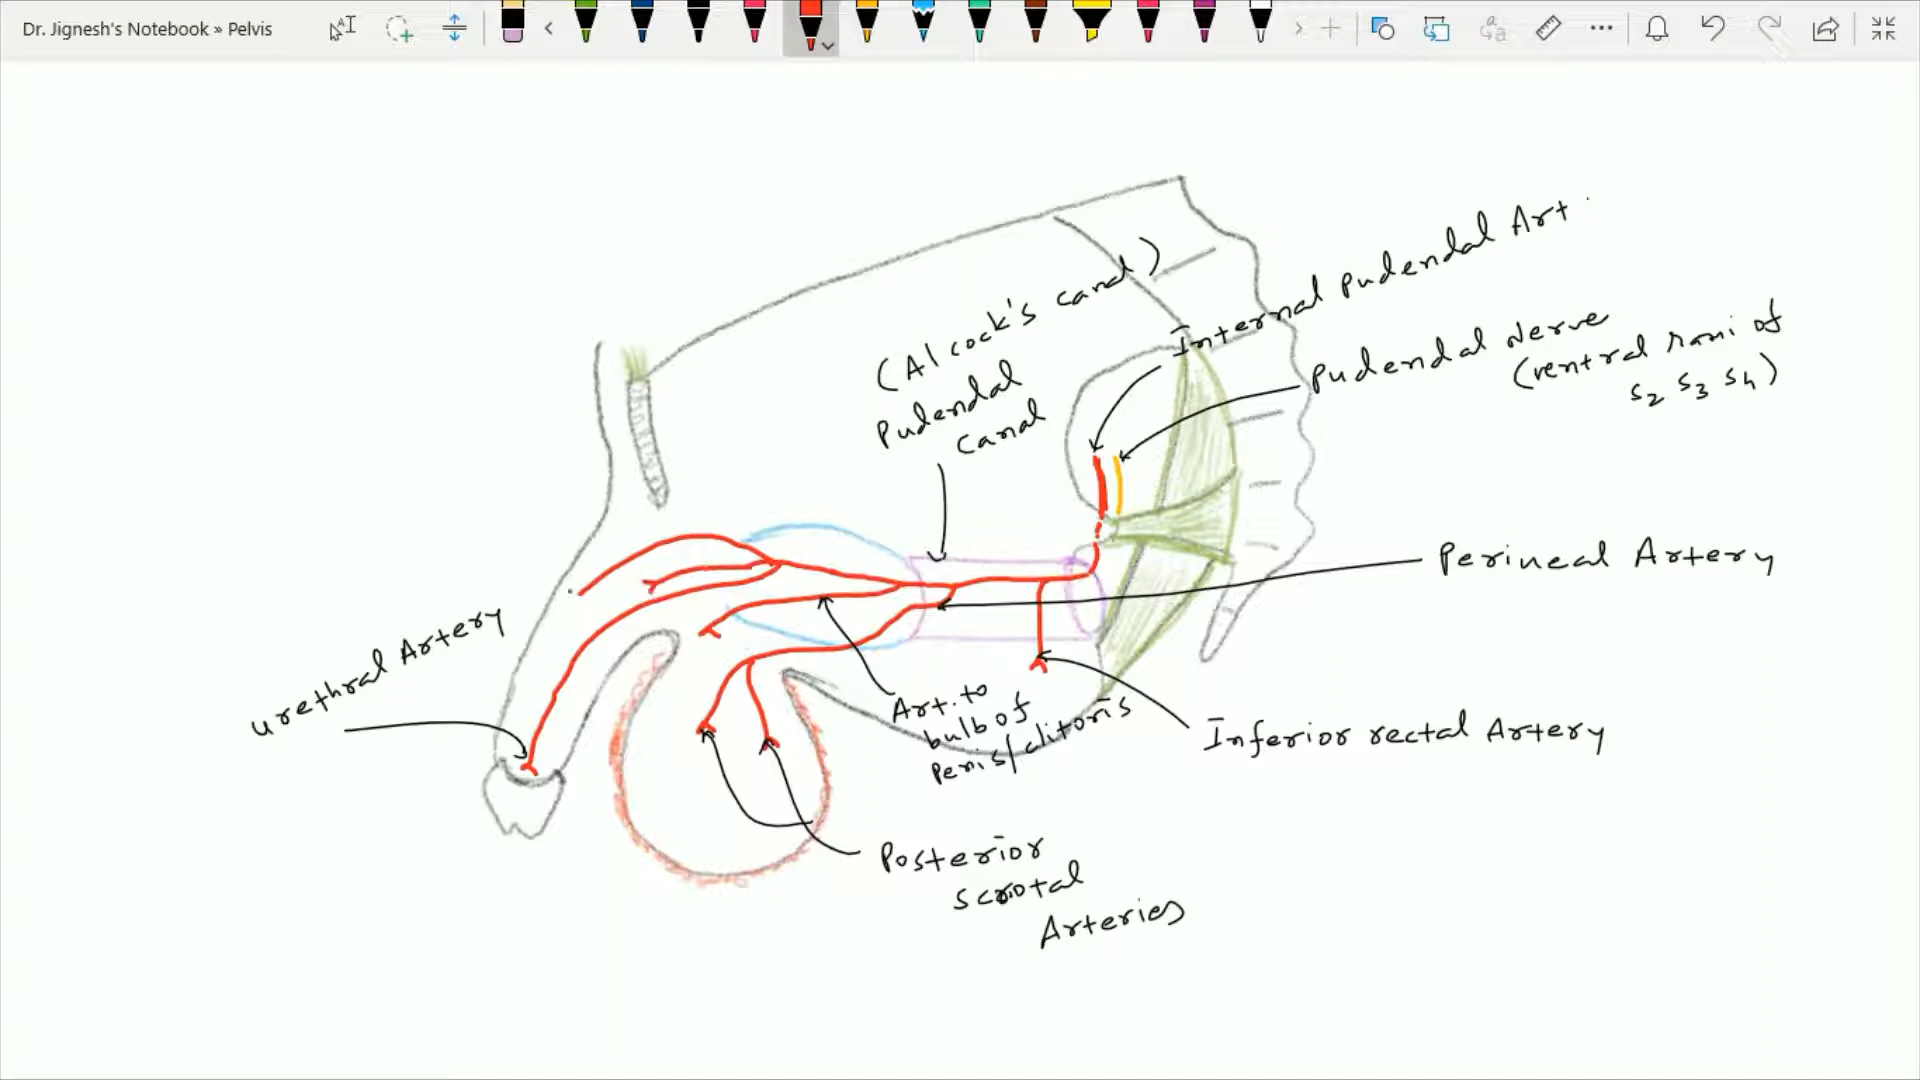 Dr. Jignesh's Notebook » Pelvis
Internal pudendal Art.
(Alcock's canal)
Pudendal
canal
pudendal Nerve
(ventral rami of
S2 S3 S4)
Perineal Artery
urethral Artery
Art. to
bulb of
Penis/clitoris
Inferior rectal Artery
Posterior
scrotal
Arteries